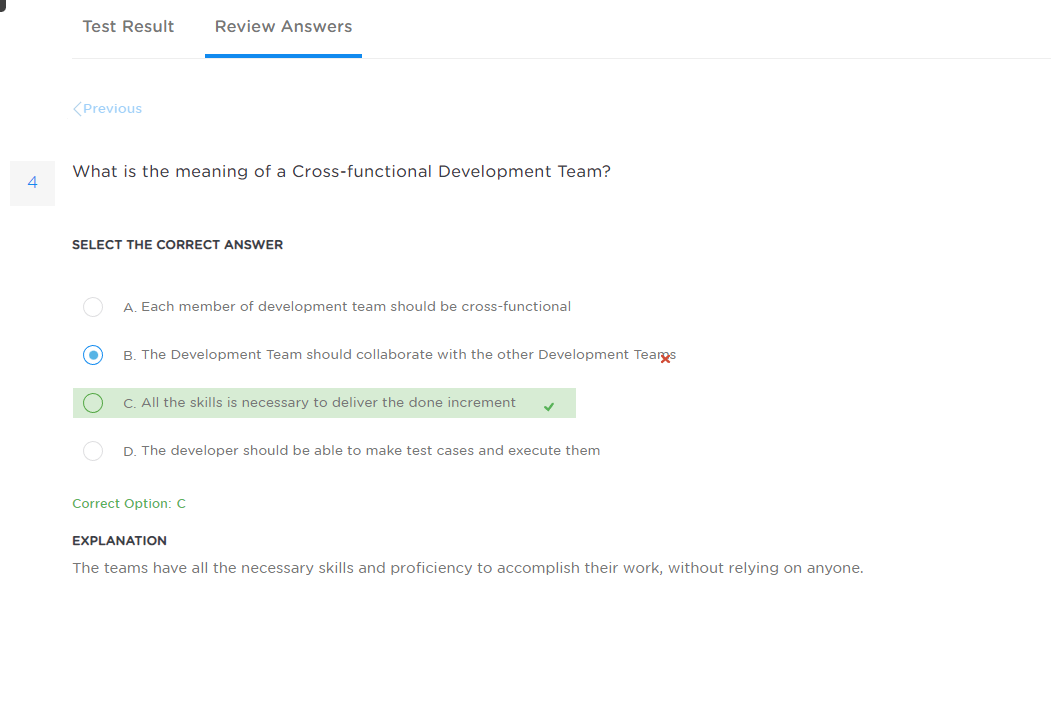 Test Result Review Answers
Previous
4 What is the meaning of a Cross-functional Development Team?
SELECT THE CORRECT ANSWER
A. Each member of development team should be cross-functional
B. The Development Team should collaborate with the other Development Teams
C. All the skills is necessary to deliver the done increment
D. The developer should be able to make test cases and execute them
Correct Option: C
EXPLANATION
The teams have all the necessary skills and proficiency to accomplish their work, without relying on anyone.